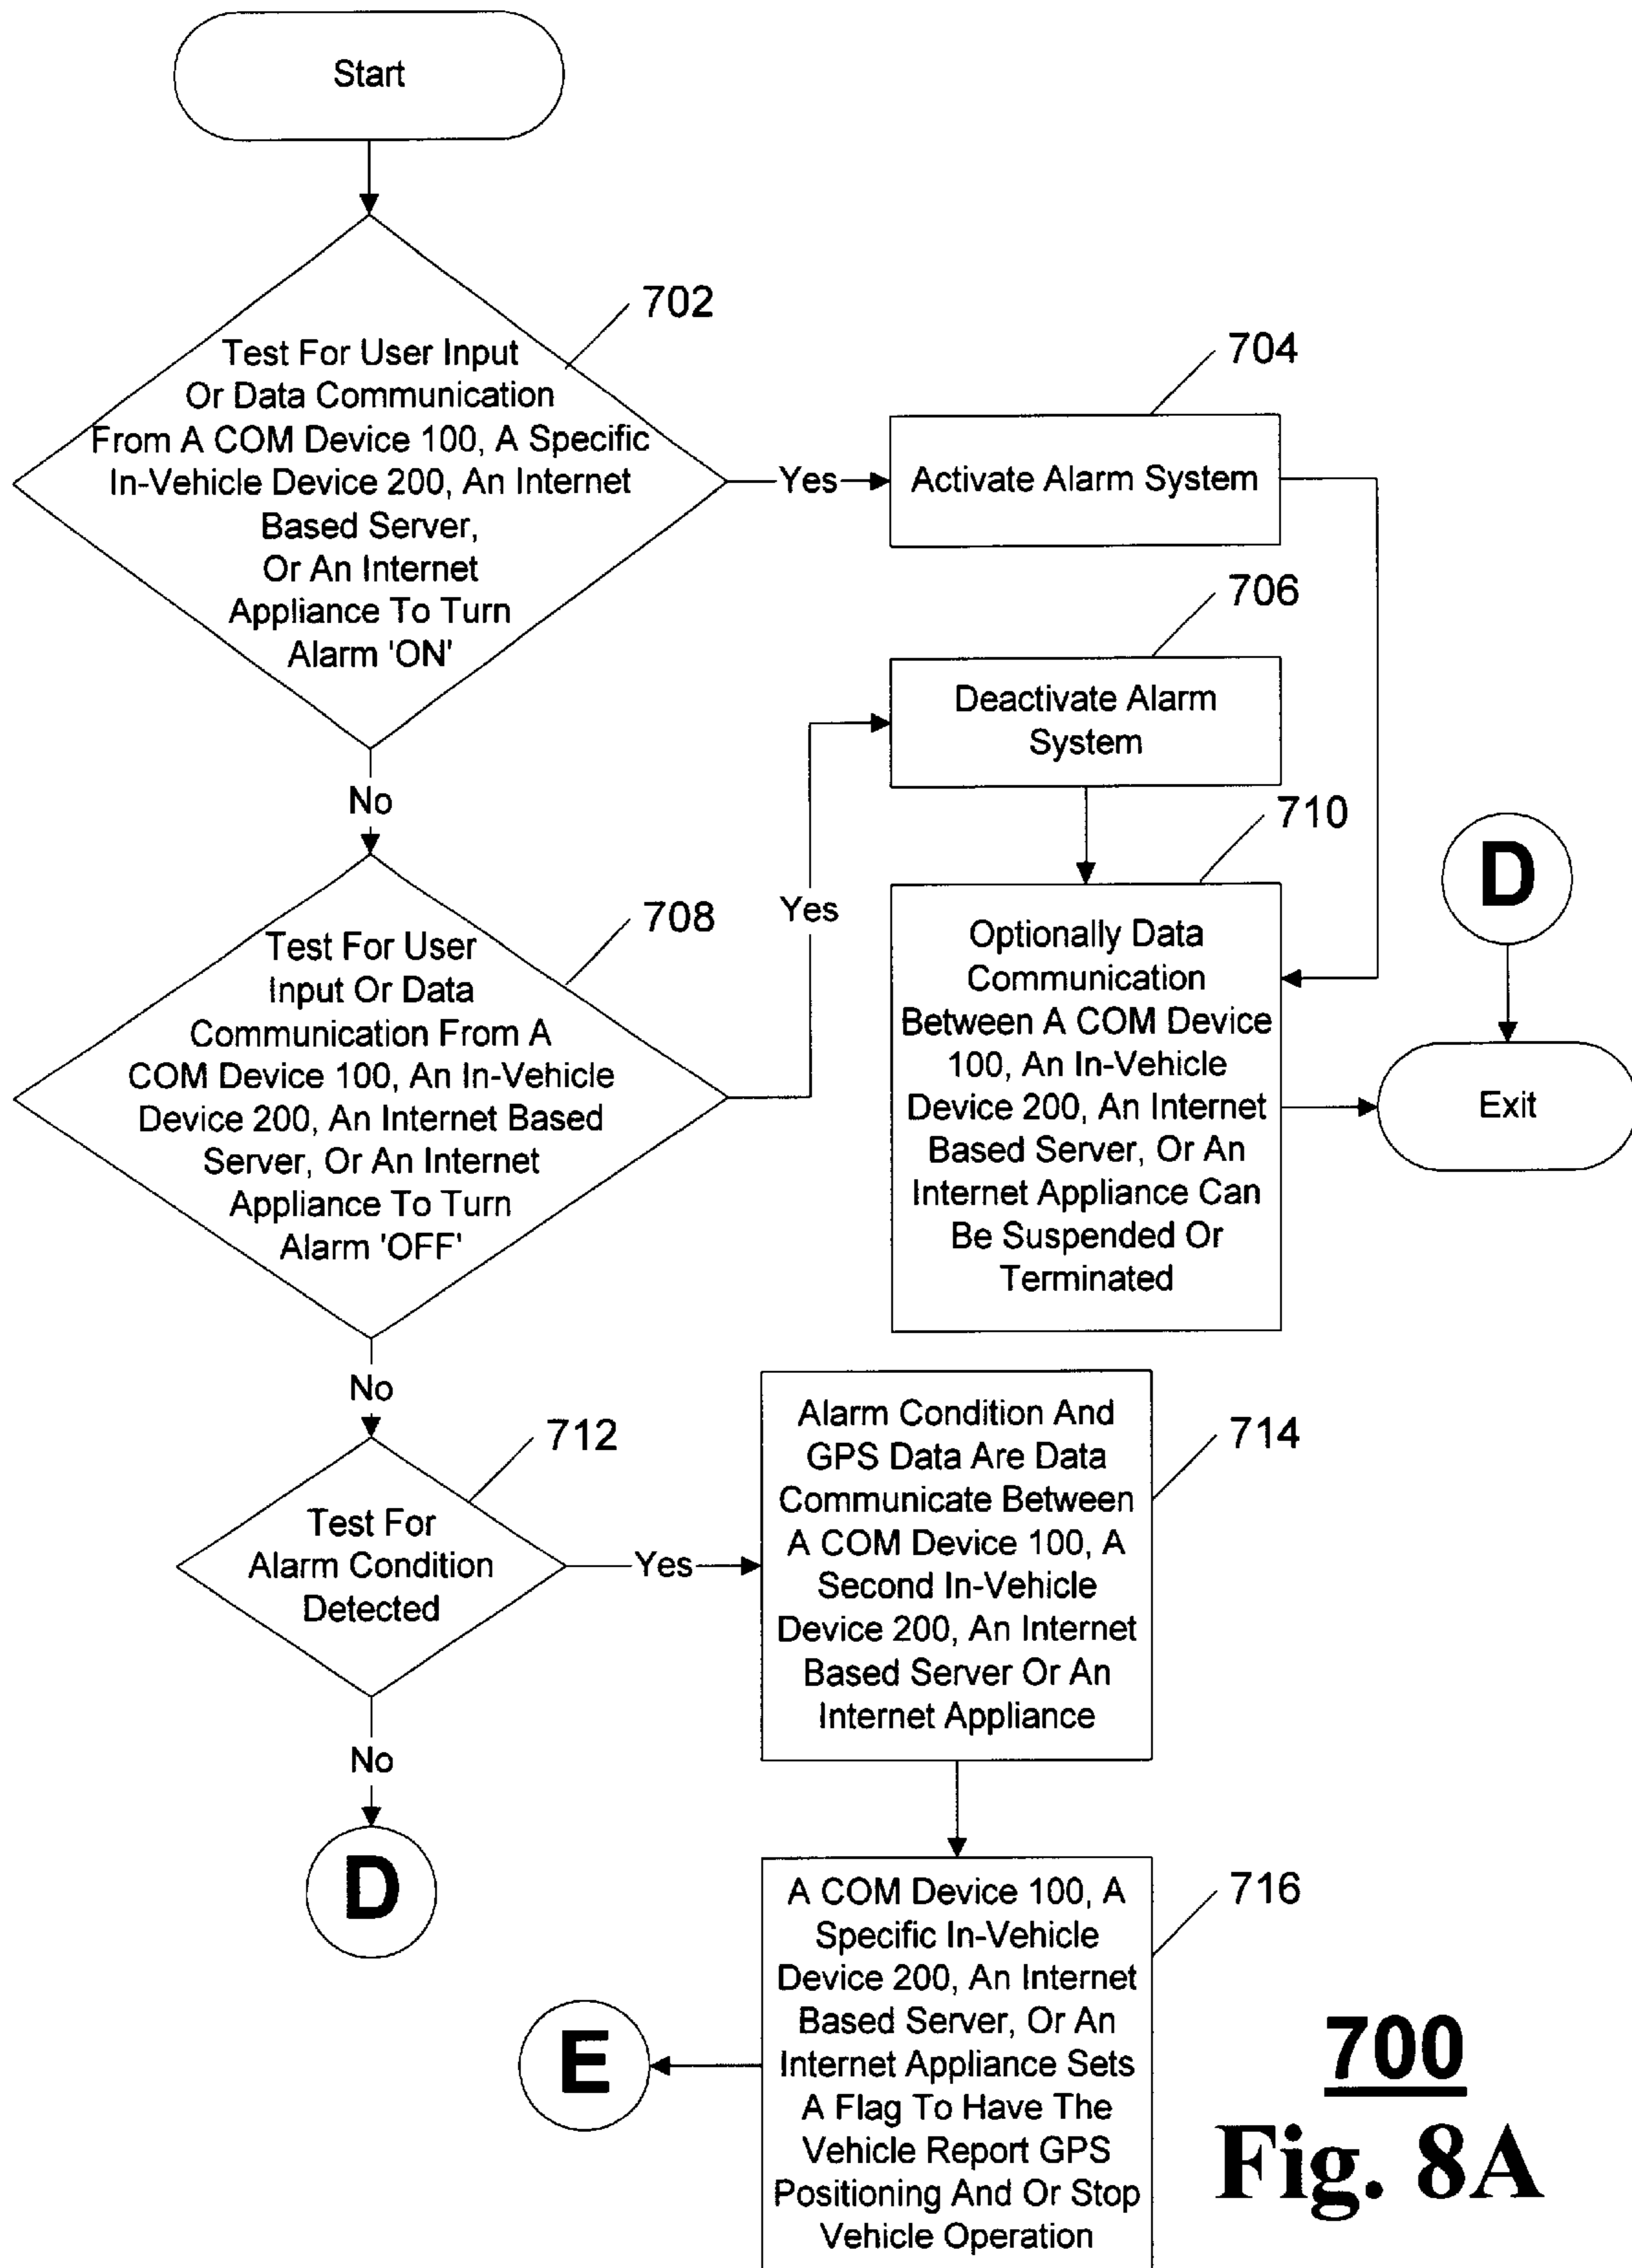 Start
702
Test For User Input
Or Data Communication
From A COM Device 100, A Specific
In-Vehicle Device 200, An Internet
Based Server,
Or An Internet
Appliance To Turn
Alarm 'ON'
Yes
704
Activate Alarm System
706
Deactivate Alarm
System
No
710
D
708
Test For User
Input Or Data
Communication From A
COM Device 100, An In-Vehicle
Device 200, An Internet Based
Server, Or An Internet
Appliance To Turn
Alarm 'OFF'
Yes
Optionally Data
Communication
Between A COM Device
100, An In-Vehicle
Device 200, An Internet
Based Server, Or An
Internet Appliance Can
Be Suspended Or
Terminated
Exit
No
712
Test For
Alarm Condition
Detected
Yes
714
Alarm Condition And
GPS Data Are Data
Communicate Between
A COM Device 100, A
Second In-Vehicle
Device 200, An Internet
Based Server Or An
Internet Appliance
No
D
716
A COM Device 100, A
Specific In-Vehicle
Device 200, An Internet
Based Server, Or An
Internet Appliance Sets
A Flag To Have The
Vehicle Report GPS
Positioning And Or Stop
Vehicle Operation
E
700
Fig. 8A